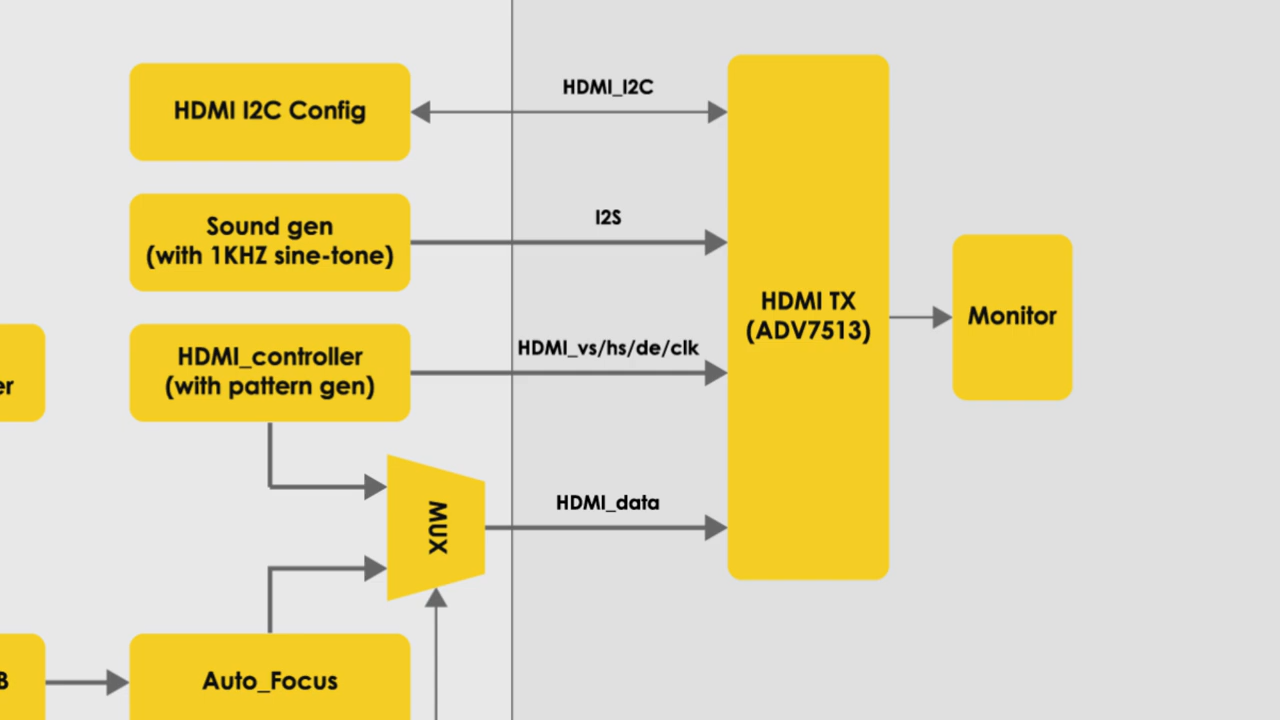 HDMI_I2C
HDMI I2C Config
I2S
Sound gen
(with 1KHZ sine-tone)
HDMI TX
(ADV7513)
Monitor
HDMI_vs/hs/de/clk
HDMI_controller
(with pattern gen)
er
HDMI_data
MUX
B
Auto_Focus